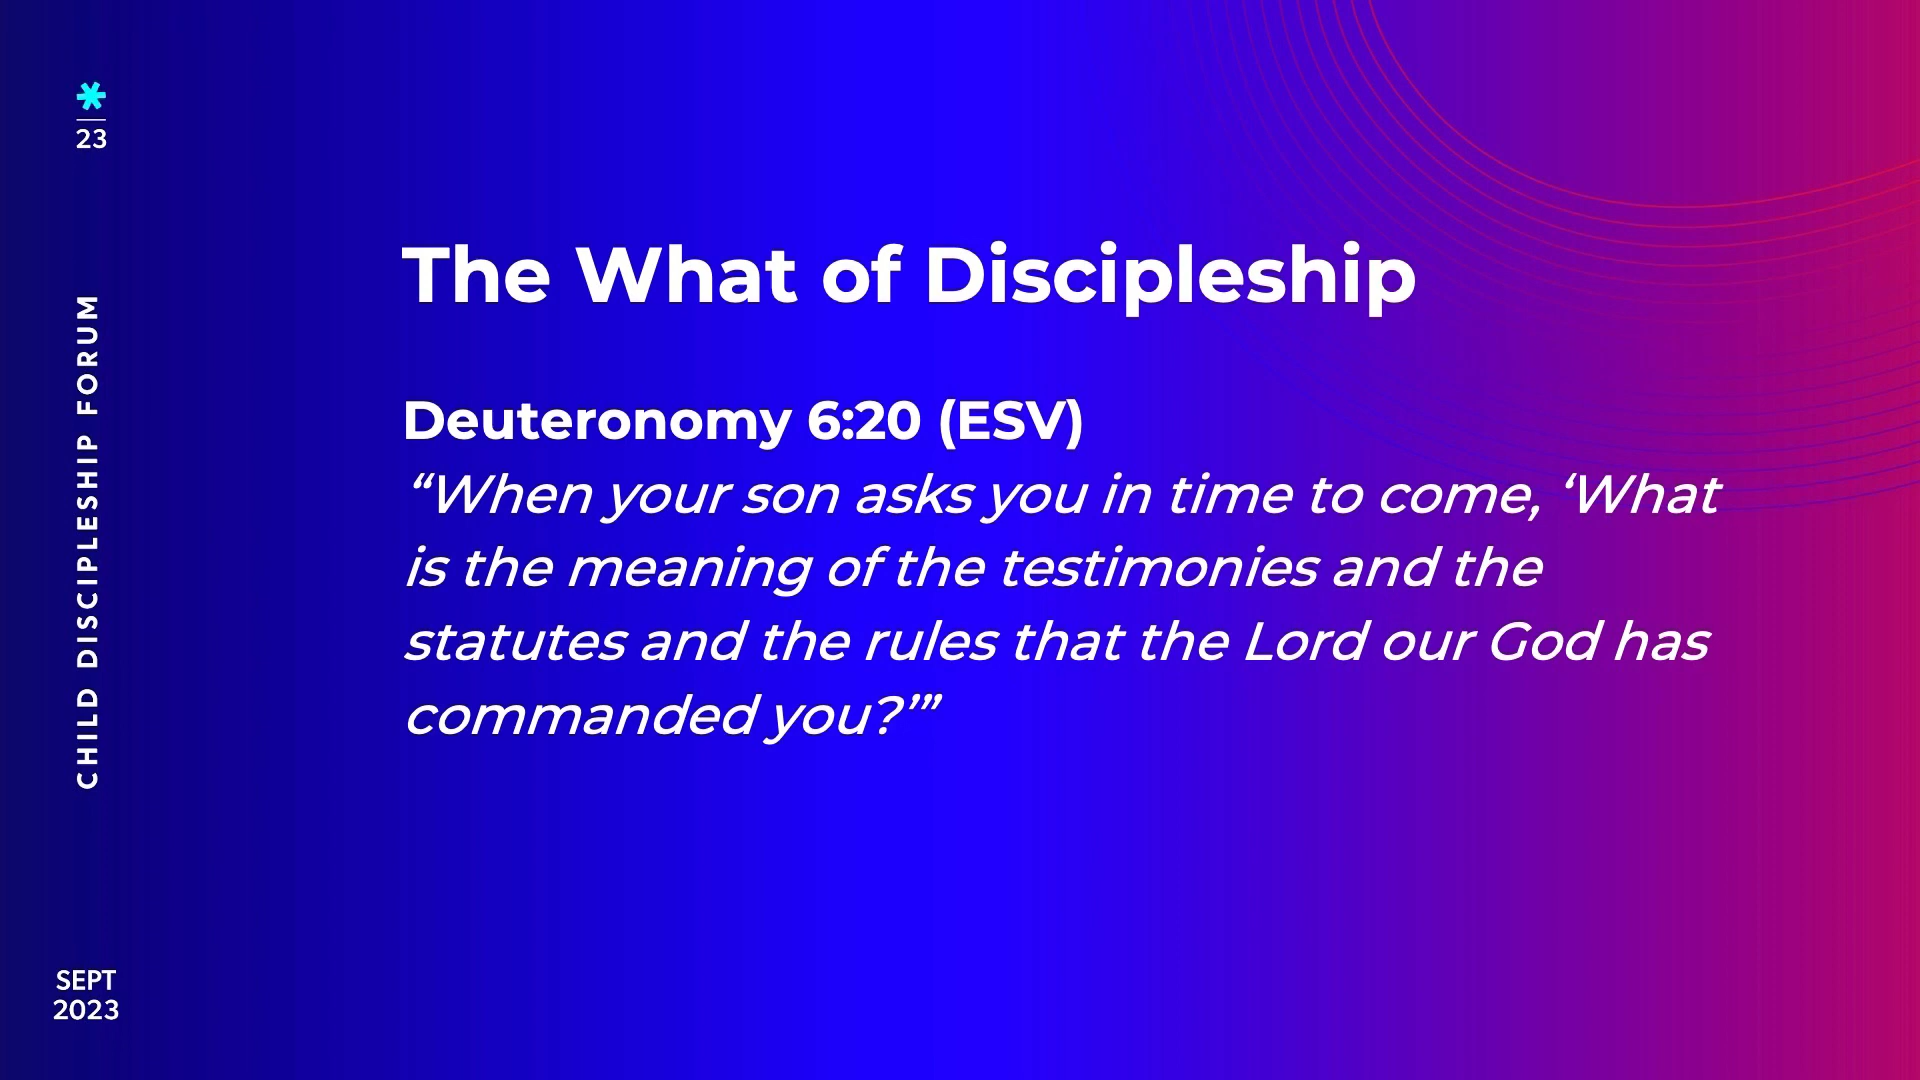 23
CHILD DISCIPLESHIP FORUM
SEPT
2023
The What of Discipleship
Deuteronomy 6:20 (ESV)
“When your son asks you in time to come, ‘What
is the meaning of the testimonies and the
statutes and the rules that the Lord our God has
commanded you?’”